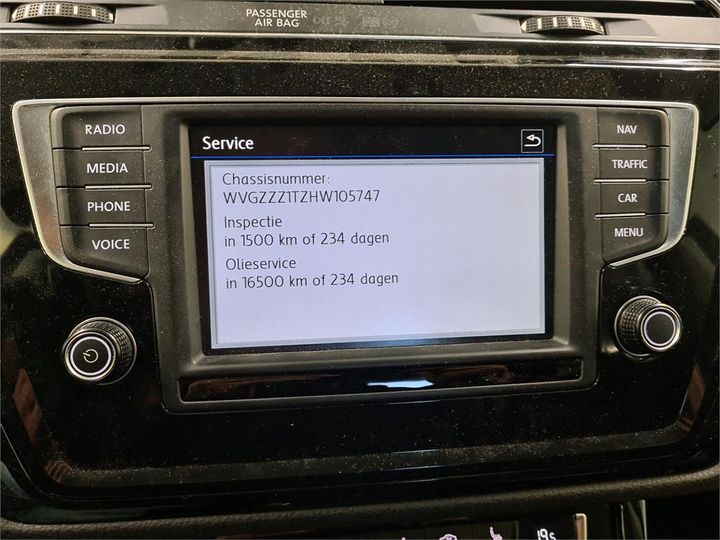 PASSENGER
AIR BAG
RADIO
MEDIA
PHONE
VOICE
Service
Chassisnummer:
WVGZZZ1TZHW105747
Inspectie
in 1500 km of 234 dagen
Olieservice
in 16500 km of 234 dagen
NAV
TRAFFIC
CAR
MENU